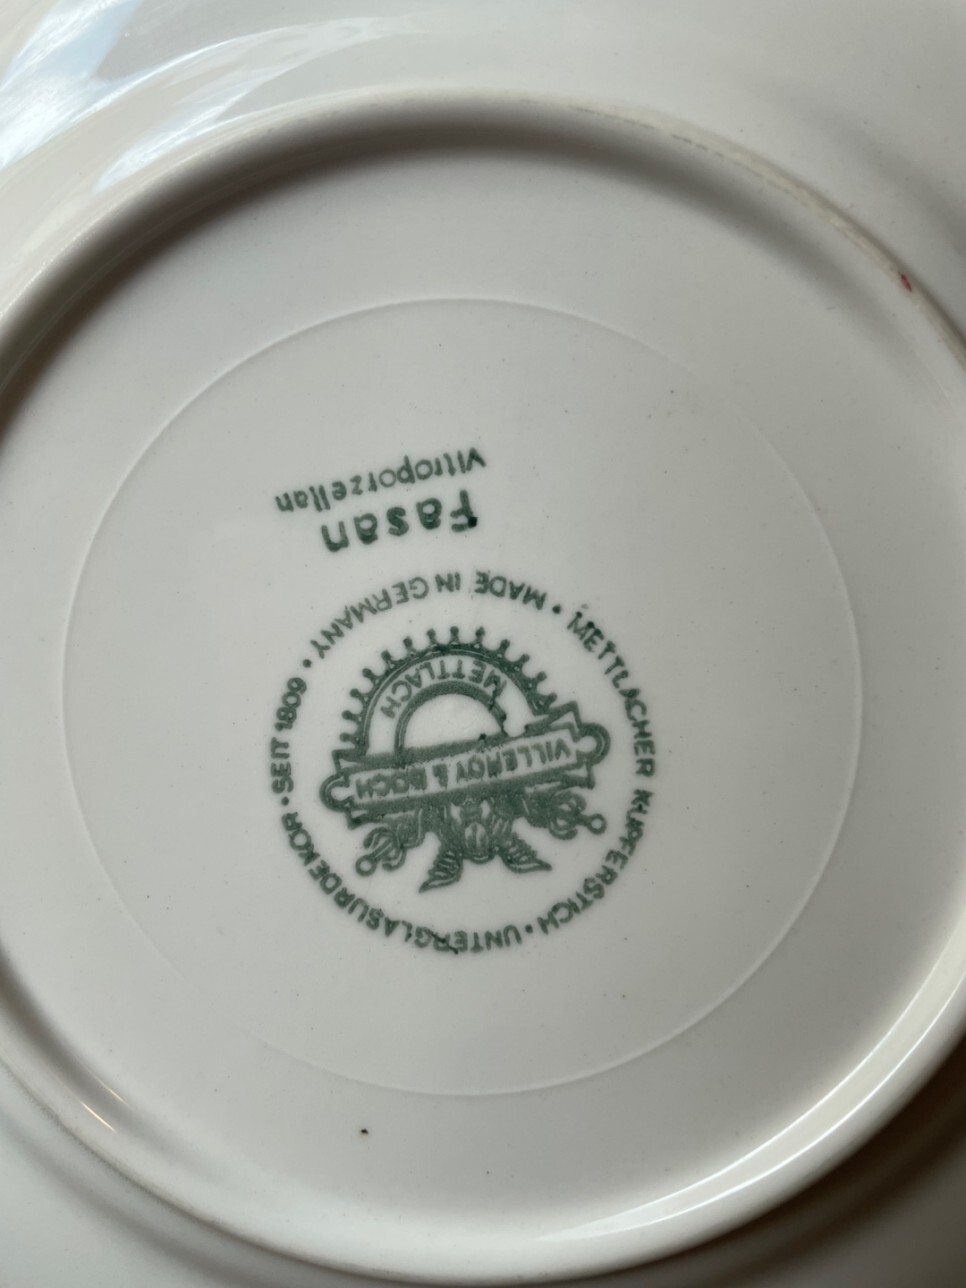 METTLACHER KUPFERSTICH • UNTERGLASURDEKOR • SEIT 1809 • MADE IN GERMANY •
VILLEROY & BOCH
METTLACH
Fasan
vitroporzellan